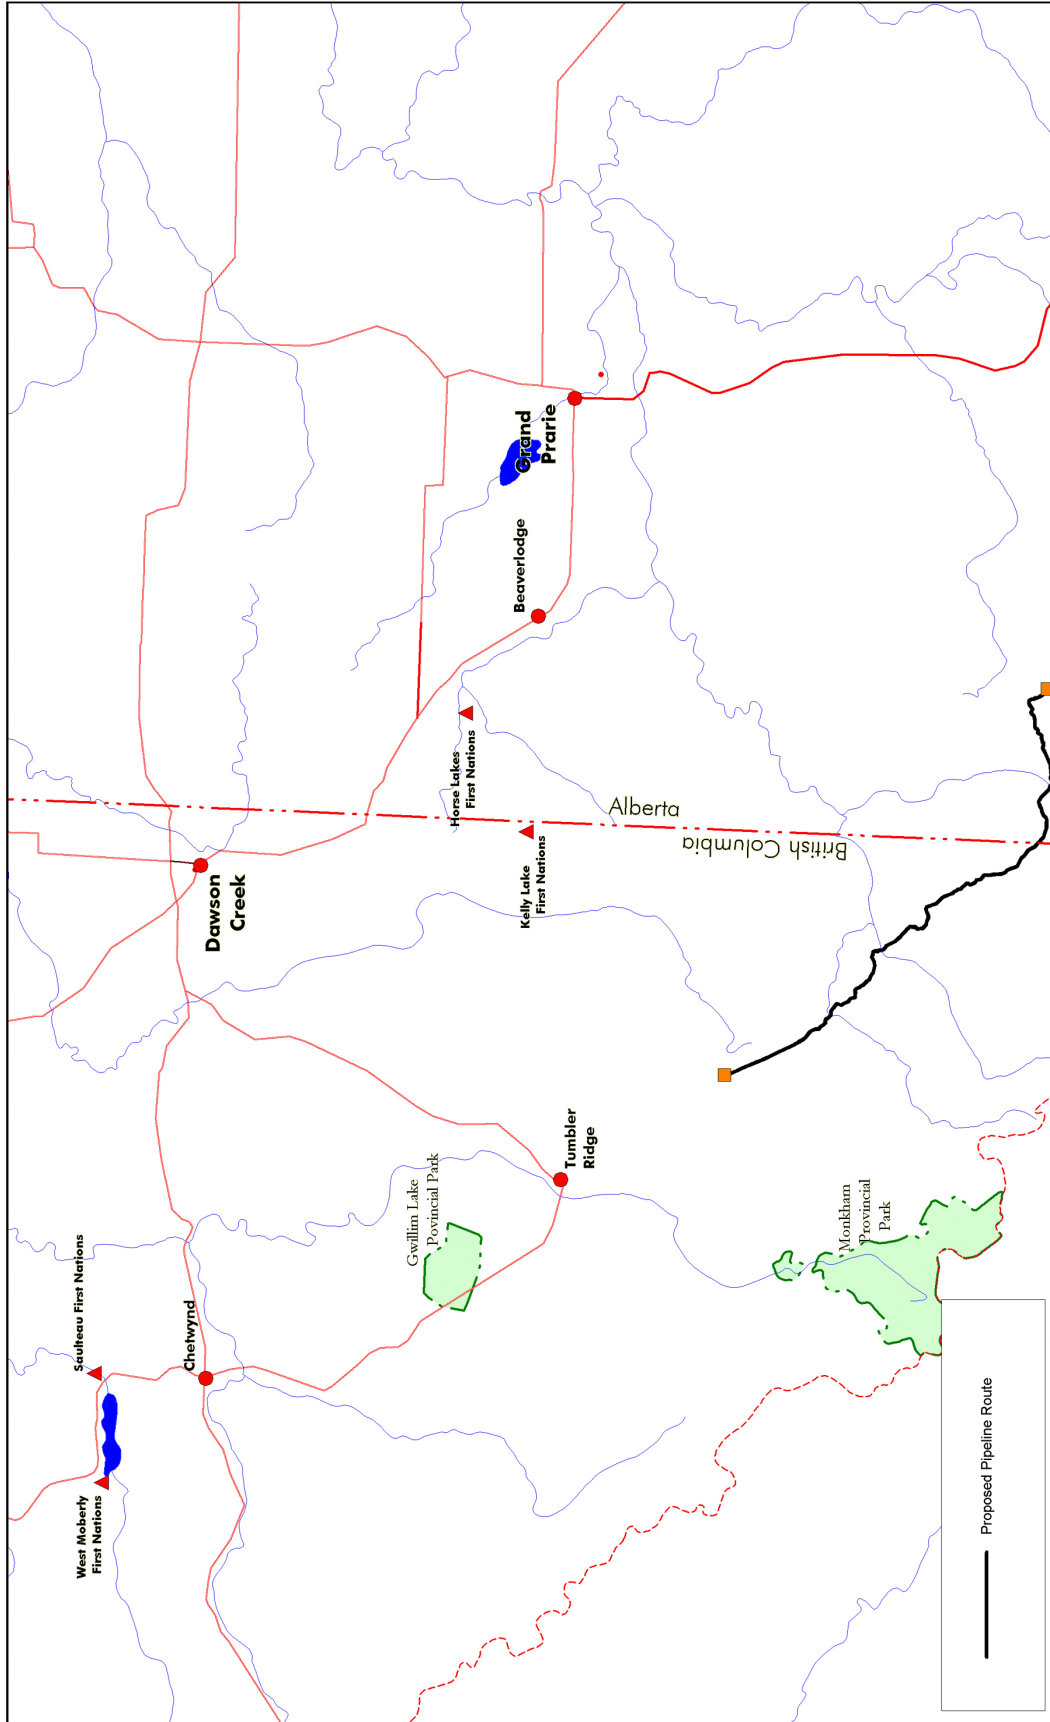 Saulteau First Nations
West Moberly
First Nations
Chetwynd
Dawson
Creek
Gwillim Lake
Povincial Park
Tumbler
Ridge
Kelly Lake
First Nations
Horse Lakes
First Nations
Beaverlodge
Grand
Prarie
Alberta
British Columbia
Monkham
Provincial
Park
Proposed Pipeline Route